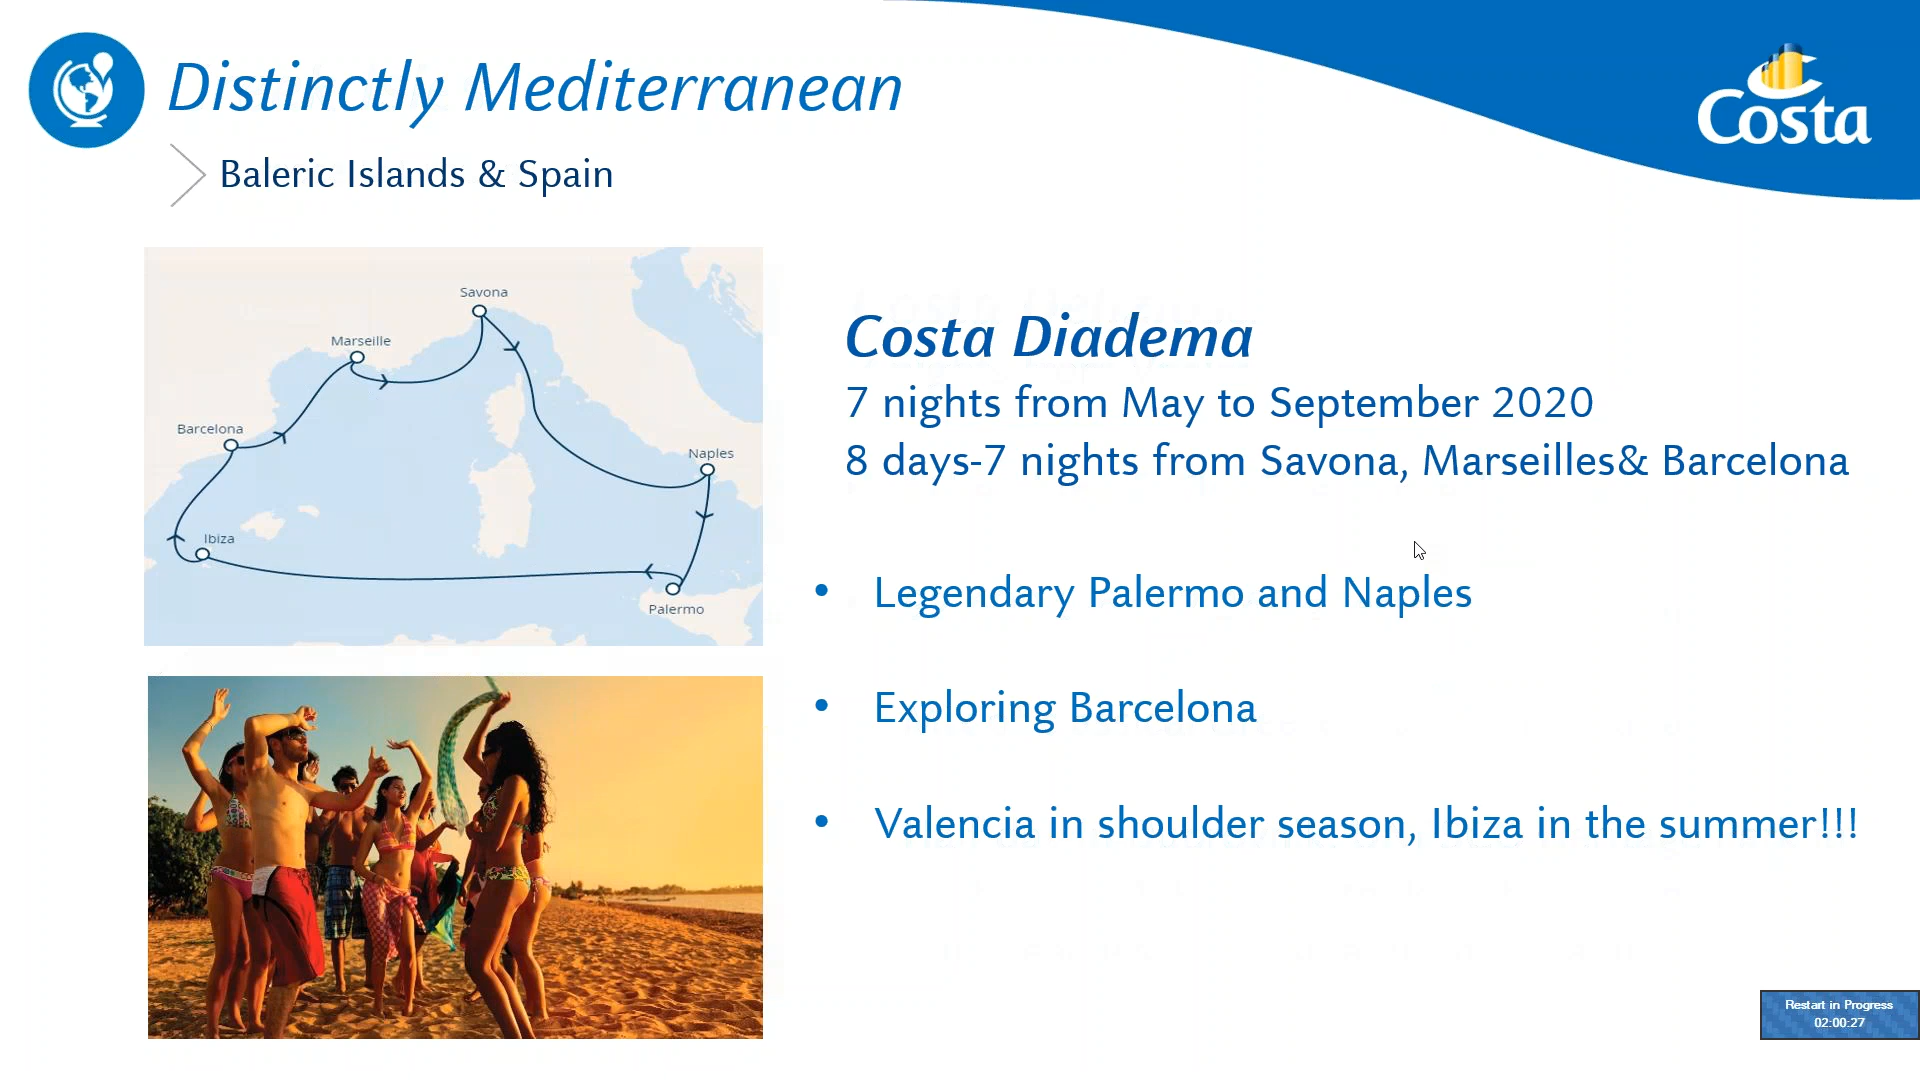 Distinctly Mediterranean
Costa
Baleric Islands & Spain
Savona
Marseille
Barcelona
Naples
Ibiza
Palermo
Costa Diadema
7 nights from May to September 2020
8 days-7 nights from Savona, Marseilles& Barcelona
• Legendary Palermo and Naples
• Exploring Barcelona
• Valencia in shoulder season, Ibiza in the summer!!!
Restart in Progress
02:00:27